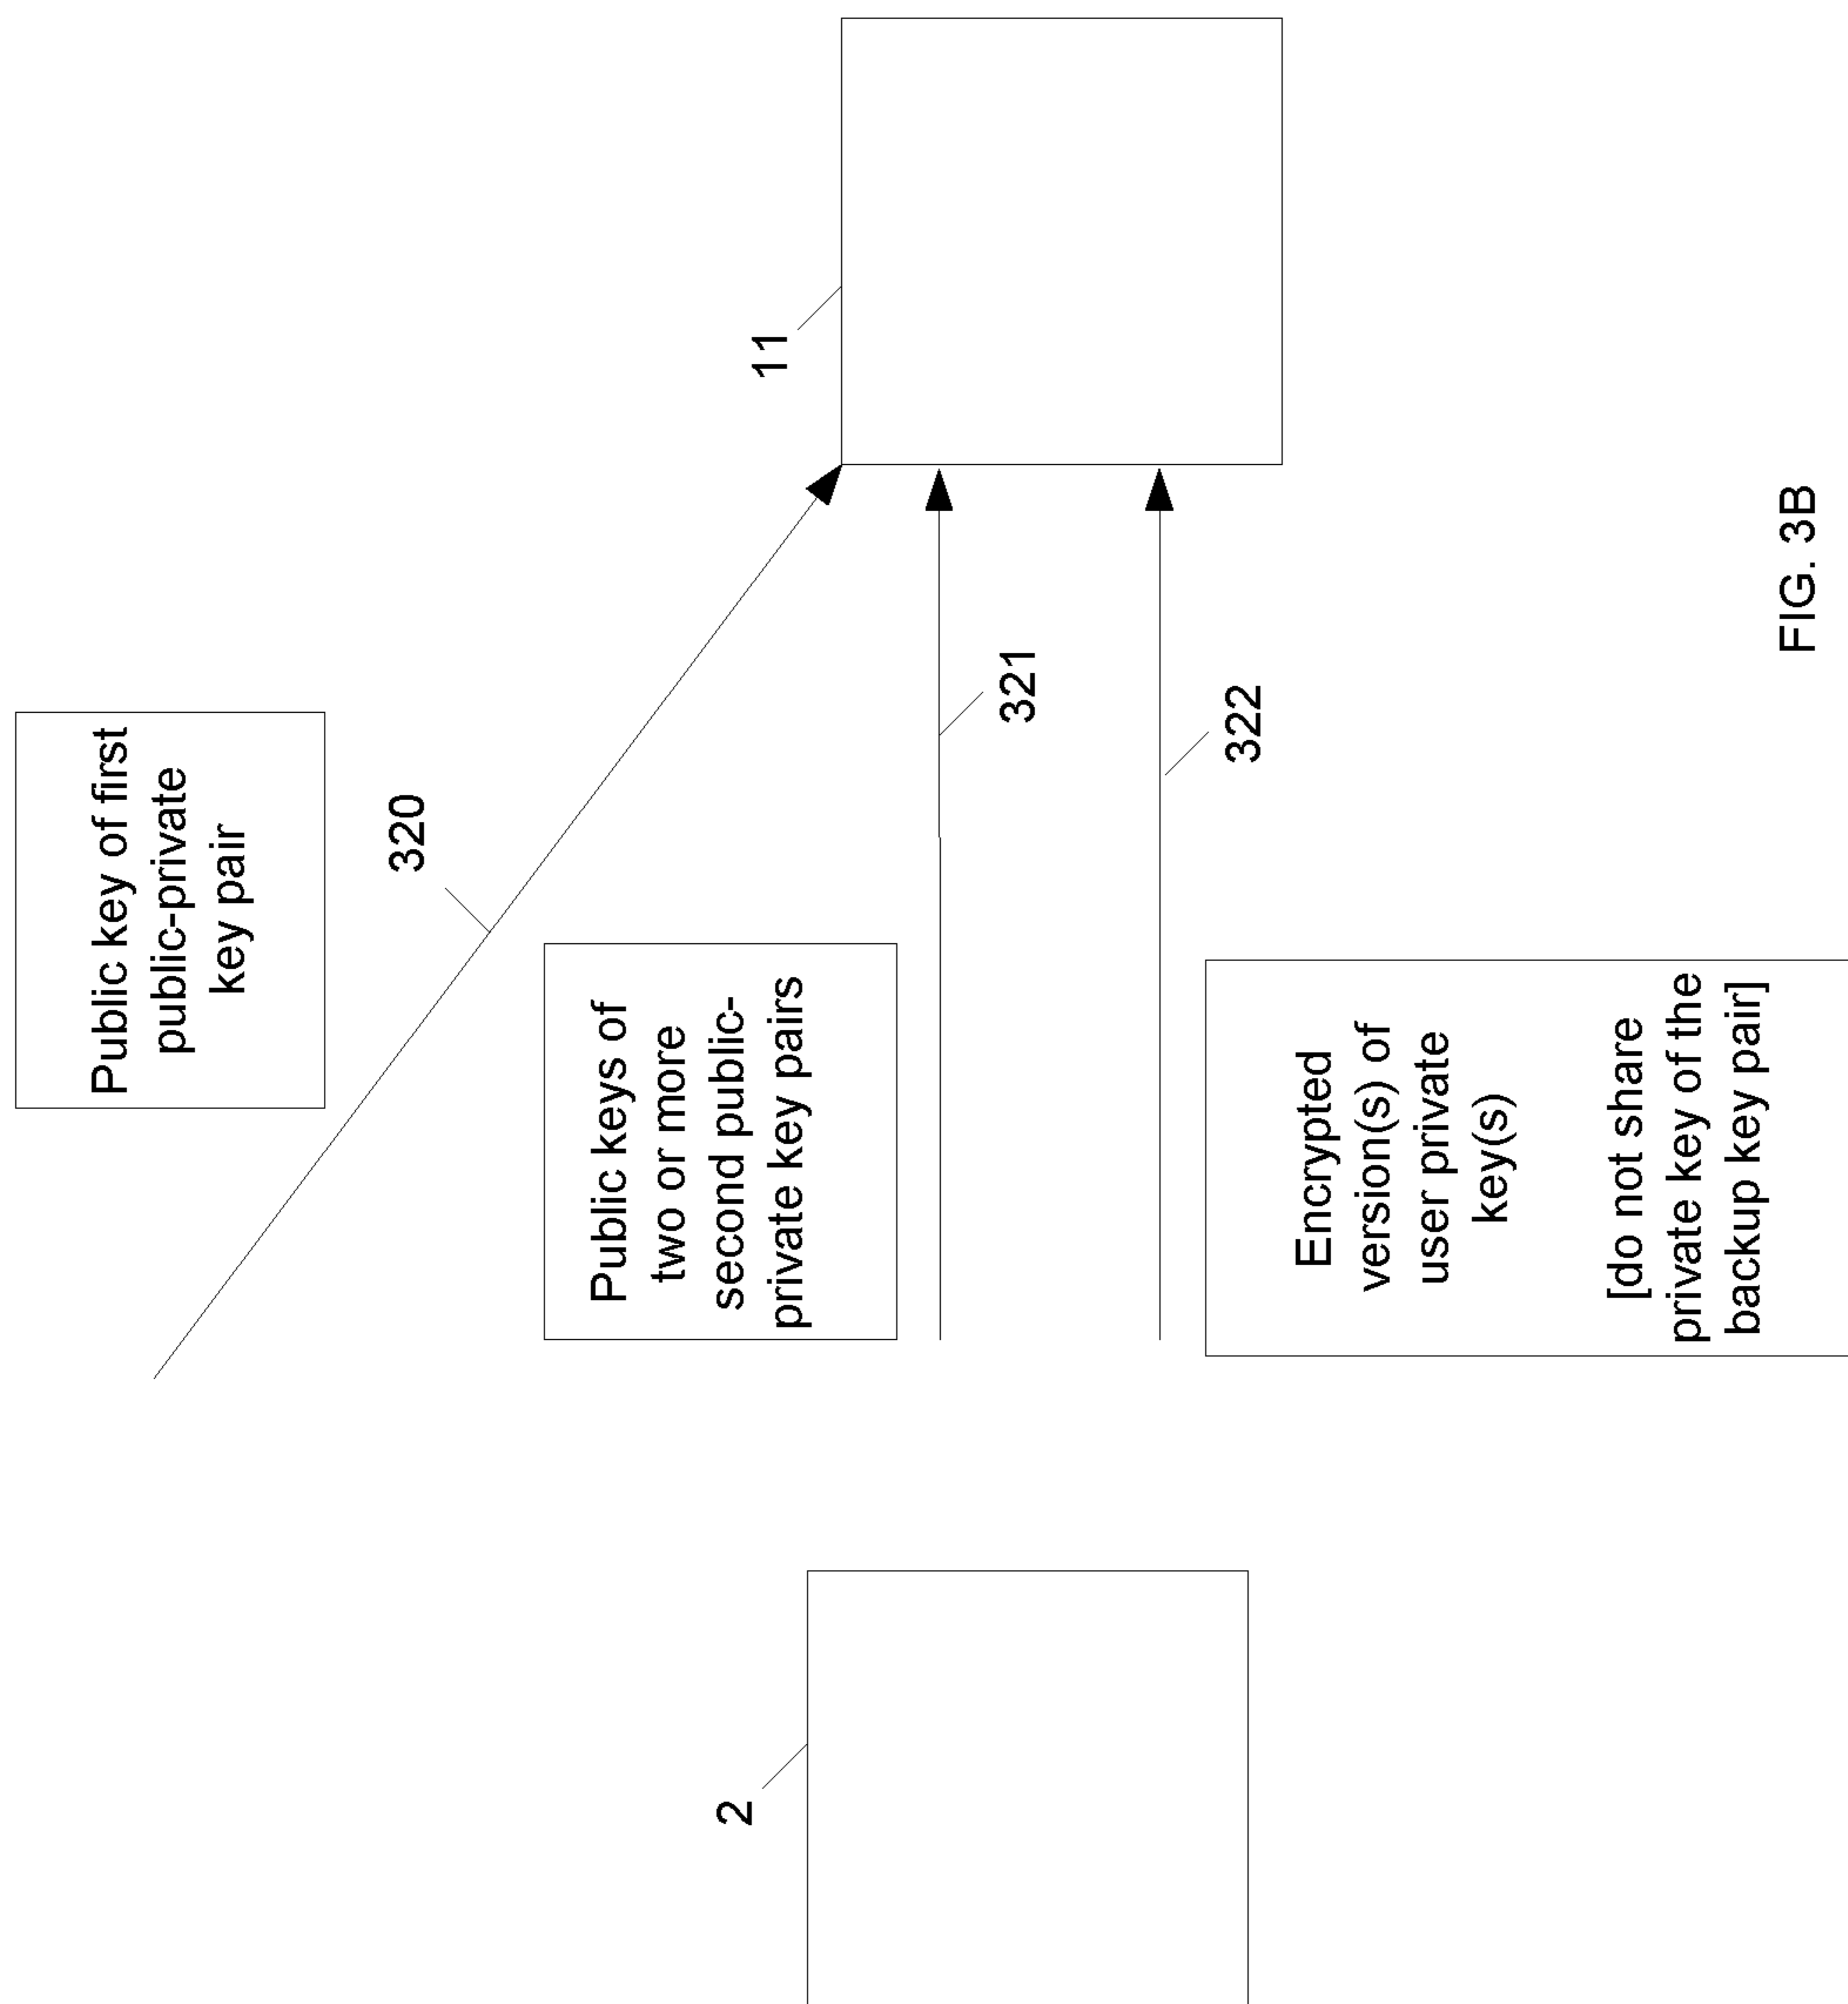 Public key of first
public-private
key pair
320
Public keys of
two or more
second public-
private key pairs
11
2
321
322
Encrypted
version(s) of
user private
key(s)
[do not share
private key of the
backup key pair]
FIG. 3B